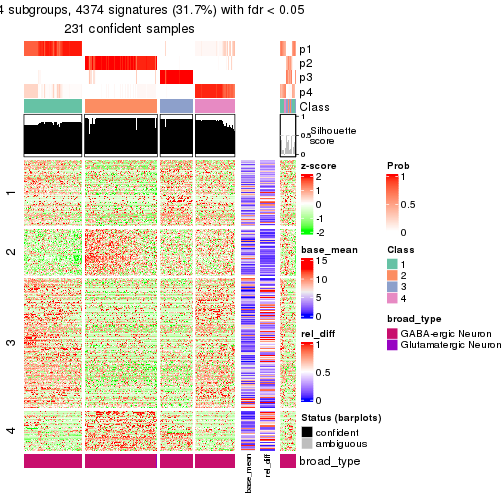 4 subgroups, 4374 signatures (31.7%) with fdr < 0.05
231 confident samples
p1
p2
p3
p4
Class
1
0.5
0
Silhouette
score
1
2
3
4
broad_type
base_mean
rel_diff
z-score
2
1
0
-1
-2
base_mean
15
10
5
0
rel_diff
1
0.5
0
Status (barplots)
confident
ambiguous
Prob
1
0.5
0
Class
1
2
3
4
broad_type
GABA-ergic Neuron
Glutamatergic Neuron